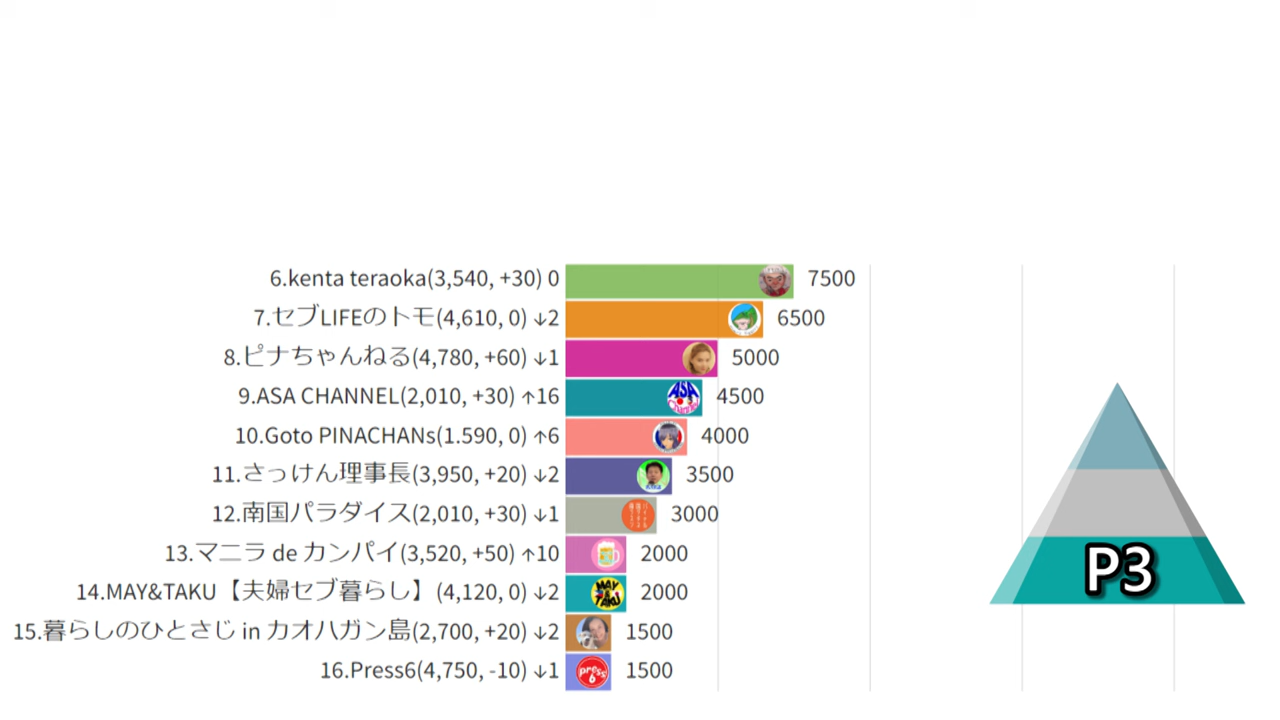 6.kenta teraoka(3,540, +30) 0 7500
7.セブLIFEのトモ(4,610, 0) ↓2 6500
8.ピナちゃんねる(4,780, +60) ↓1 5000
9.ASA CHANNEL(2,010, +30) ↑16 ASA Channel 4500
10.Goto PINACHANs(1.590, 0) ↑6 4000
11.さっけん理事長(3,950, +20) ↓2 3500
12.南国パラダイス(2,010, +30) ↓1 3000
13.マニラ de カンパイ(3,520, +50) ↑10 2000
14.MAY&TAKU【夫婦セブ暮らし】 (4,120, 0) ↓2 MAY &TAKU 2000
15.暮らしのひとさじ in カオハガン島(2,700, +20) ↓2 1500
16.Press6(4,750, -10) ↓1 press 6 1500
P3